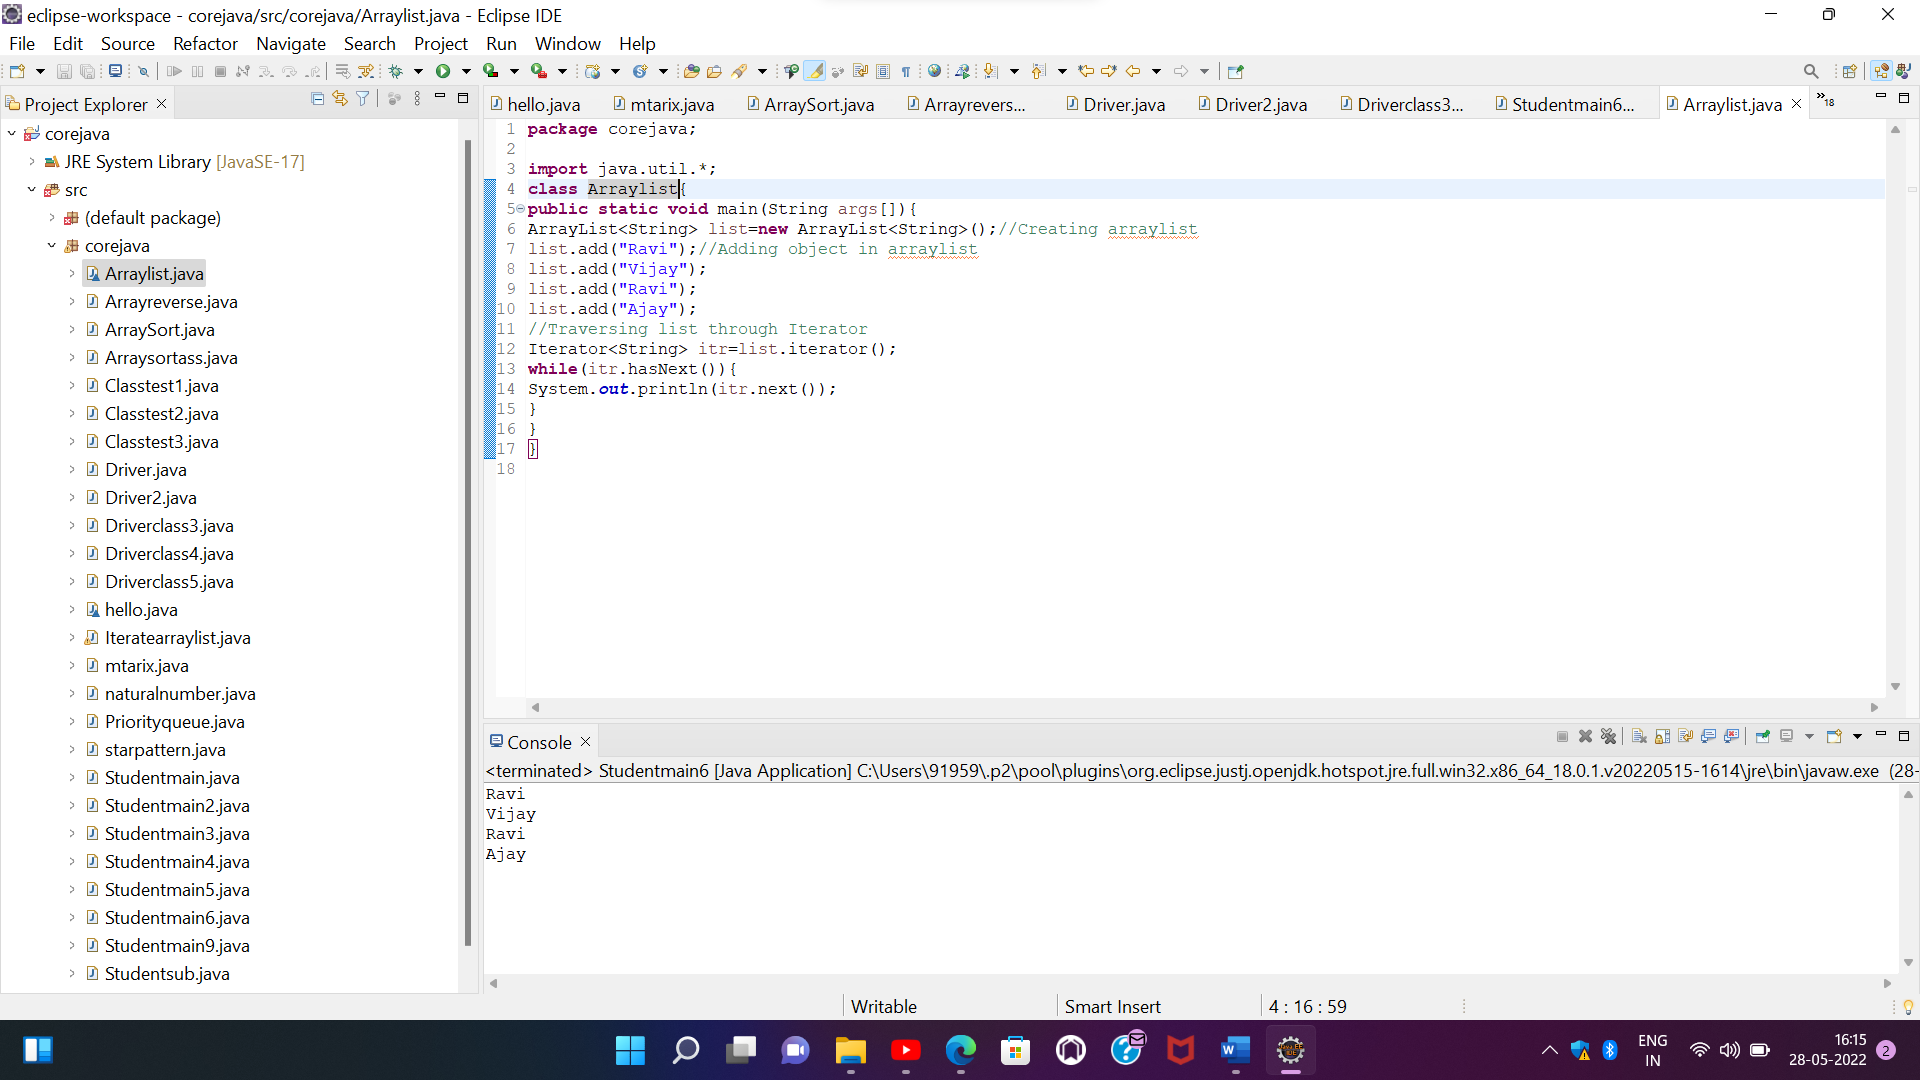 eclipse-workspace - corejava/src/corejava/Arraylist.java - Eclipse IDE
File Edit Source Refactor Navigate Search Project Run Window Help
Project Explorer
corejava
JRE System Library [JavaSE-17]
src
(default package)
corejava
Arraylist.java
Arrayreverse.java
ArraySort.java
Arraysortass.java
Classtest1.java
Classtest2.java
Classtest3.java
Driver.java
Driver2.java
Driverclass3.java
Driverclass4.java
Driverclass5.java
hello.java
Iteratearraylist.java
mtarix.java
naturalnumber.java
Priorityqueue.java
starpattern.java
Studentmain.java
Studentmain2.java
Studentmain3.java
Studentmain4.java
Studentmain5.java
Studentmain6.java
Studentmain9.java
Studentsub.java
hello.java mtarix.java ArraySort.java Arrayrevers... Driver.java Driver2.java Driverclass3... Studentmain6... Arraylist.java »18
1 package corejava;
2
3 import java.util.*;
4 class Arraylist{
5 public static void main(String args[]){
6 ArrayList<String> list=new ArrayList<String>();//Creating arraylist
7 list.add("Ravi");//Adding object in arraylist
8 list.add("Vijay");
9 list.add("Ravi");
10 list.add("Ajay");
11 //Traversing list through Iterator
12 Iterator<String> itr=list.iterator();
13 while(itr.hasNext()){
14 System.out.println(itr.next());
15 }
16 }
17 }
18
Console
<terminated> Studentmain6 [Java Application] C:\Users\91959\.p2\pool\plugins\org.eclipse.justj.openjdk.hotspot.jre.full.win32.x86_64_18.0.1.v20220515-1614\jre\bin\javaw.exe (28-
Ravi
Vijay
Ravi
Ajay
Writable Smart Insert 4 : 16 : 59
ENG
IN
16:15
28-05-2022
2